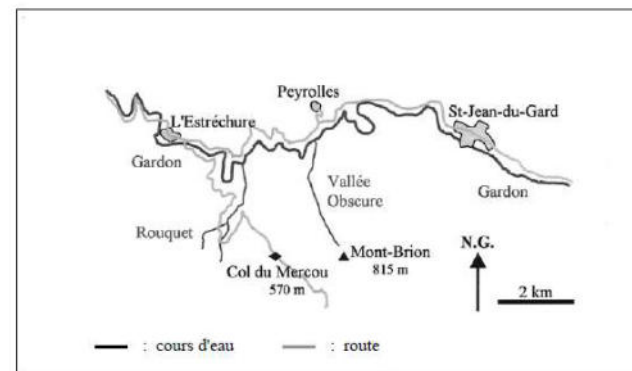 Peyrolles
L'Estréchure
St-Jean-du-Gard
Gardon
Vallée
Obscure
Gardon
Rouquet
N.G.
Mont-Brion
815 m
Col du Mercou
570 m
2 km
: cours d'eau
: route